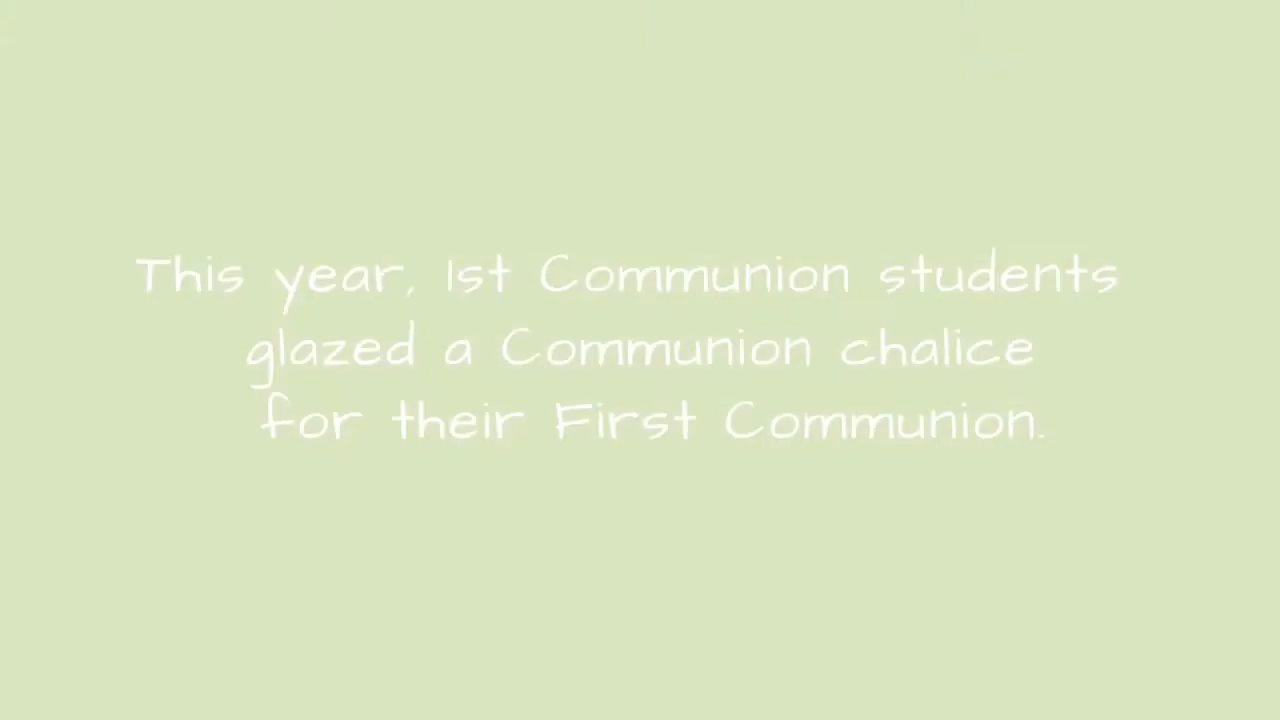 This year, 1st Communion students
glazed a Communion chalice
for their First Communion.